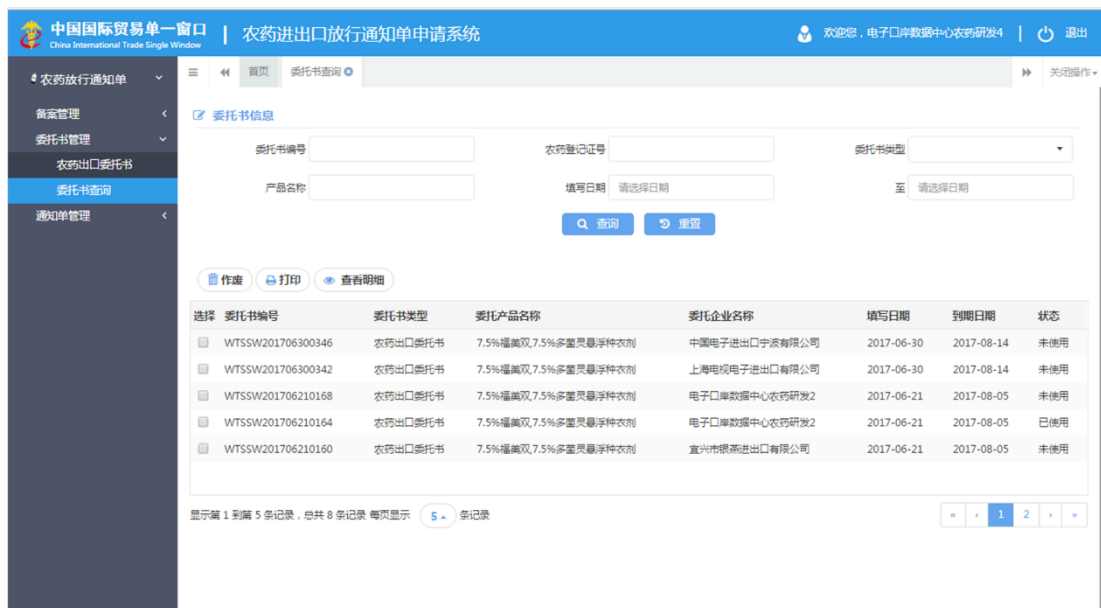 中国国际贸易单一窗口 | 农药进出口放行通知单申请系统
China International Trade Single Window
欢迎您，电子口岸数据中心农药研发4 | 退出
农药放行通知单
首页 委托书查询
关闭操作
备案管理
委托书管理
农药出口委托书
委托书查询
通知单管理
委托书信息
委托书编号 农药登记证号 委托书类型
产品名称 填写日期 请选择日期 至 请选择日期
查询 重置
作废 打印 查看明细
选择 委托书编号 委托书类型 委托产品名称 委托企业名称 填写日期 到期日期 状态
WTSSW201706300346 农药出口委托书 7.5%福美双,7.5%多菌灵悬浮种衣剂 中国电子进出口宁波有限公司 2017-06-30 2017-08-14 未使用
WTSSW201706300342 农药出口委托书 7.5%福美双,7.5%多菌灵悬浮种衣剂 上海电视电子进出口有限公司 2017-06-30 2017-08-14 未使用
WTSSW201706210168 农药出口委托书 7.5%福美双,7.5%多菌灵悬浮种衣剂 电子口岸数据中心农药研发2 2017-06-21 2017-08-05 未使用
WTSSW201706210164 农药出口委托书 7.5%福美双,7.5%多菌灵悬浮种衣剂 电子口岸数据中心农药研发2 2017-06-21 2017-08-05 已使用
WTSSW201706210160 农药出口委托书 7.5%福美双,7.5%多菌灵悬浮种衣剂 宜兴市银燕进出口有限公司 2017-06-21 2017-08-05 未使用
显示第 1 到第 5 条记录，总共 8 条记录 每页显示 5 条记录
« ‹ 1 2 › »